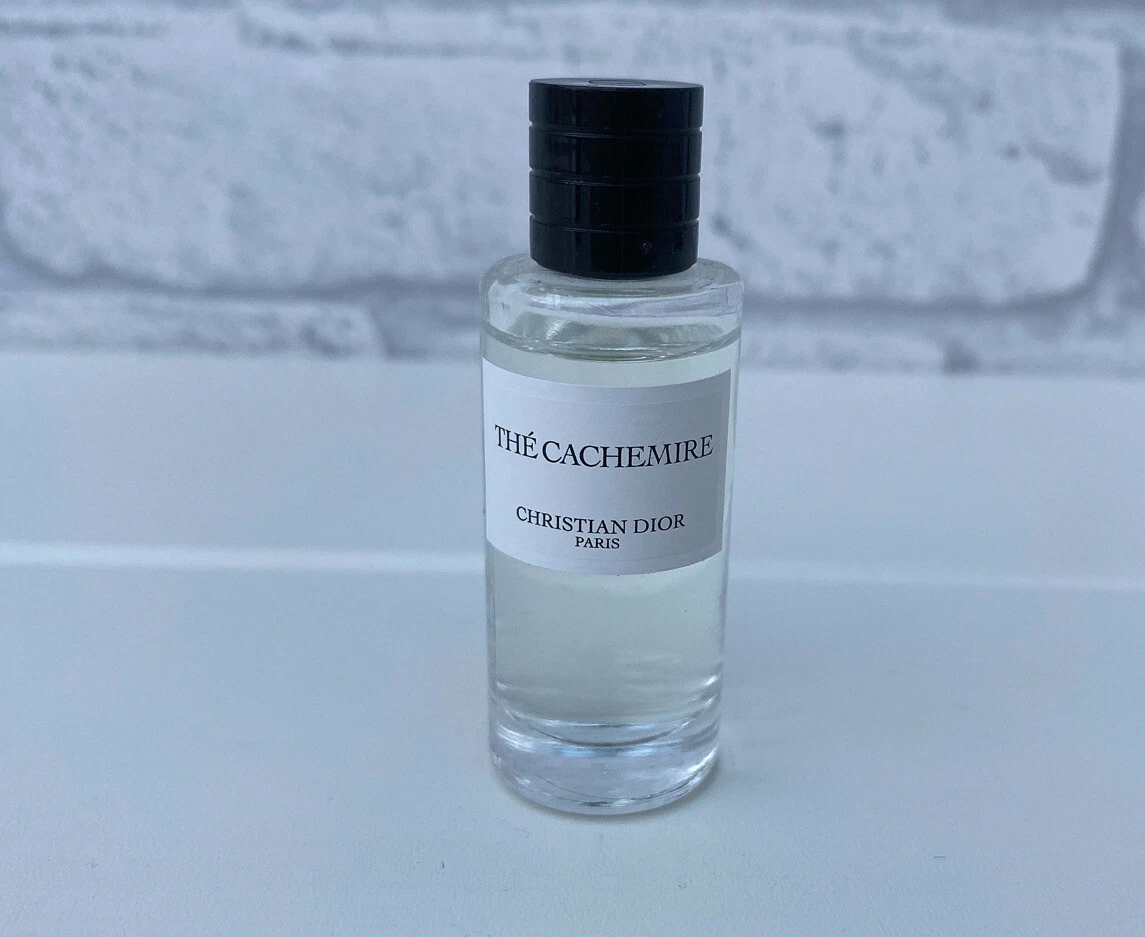 THÉ CACHEMIRE
CHRISTIAN DIOR
PARIS